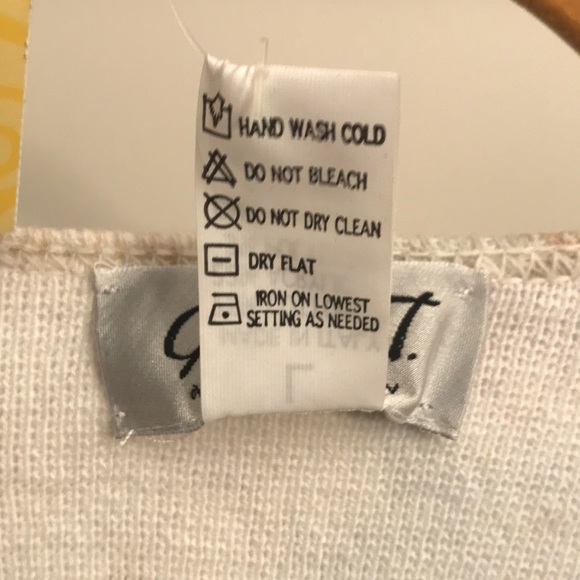 HAND WASH COLD
DO NOT BLEACH
DO NOT DRY CLEAN
DRY FLAT
IRON ON LOWEST
SETTING AS NEEDED